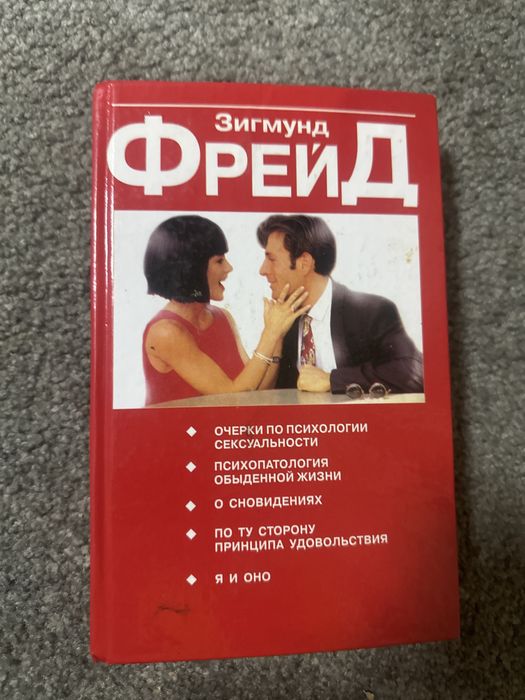 Зигмунд
ФРЕЙД
◆ ОЧЕРКИ ПО ПСИХОЛОГИИ
СЕКСУАЛЬНОСТИ
◆ ПСИХОПАТОЛОГИЯ
ОБЫДЕННОЙ ЖИЗНИ
◆ О СНОВИДЕНИЯХ
◆ ПО ТУ СТОРОНУ
ПРИНЦИПА УДОВОЛЬСТВИЯ
◆ Я И ОНО